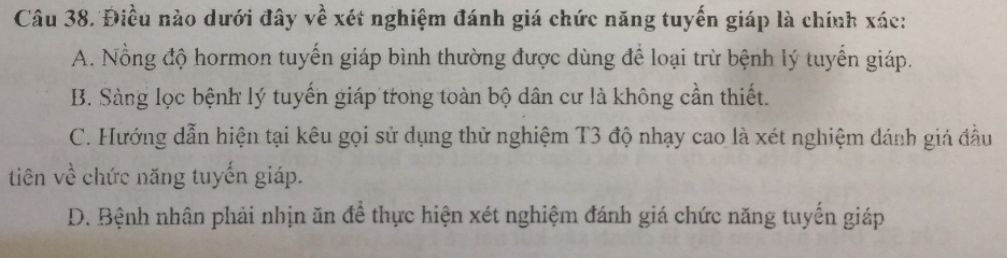 Câu 38. Điều nào dưới đây về xét nghiệm đánh giá chức năng tuyến giáp là chính xác:
A. Nồng độ hormon tuyến giáp bình thường được dùng để loại trừ bệnh lý tuyến giáp.
B. Sàng lọc bệnh lý tuyến giáp trong toàn bộ dân cư là không cần thiết.
C. Hướng dẫn hiện tại kêu gọi sử dụng thử nghiệm T3 độ nhạy cao là xét nghiệm đánh giá đầu
tiên về chức năng tuyến giáp.
D. Bệnh nhân phải nhịn ăn để thực hiện xét nghiệm đánh giá chức năng tuyến giáp